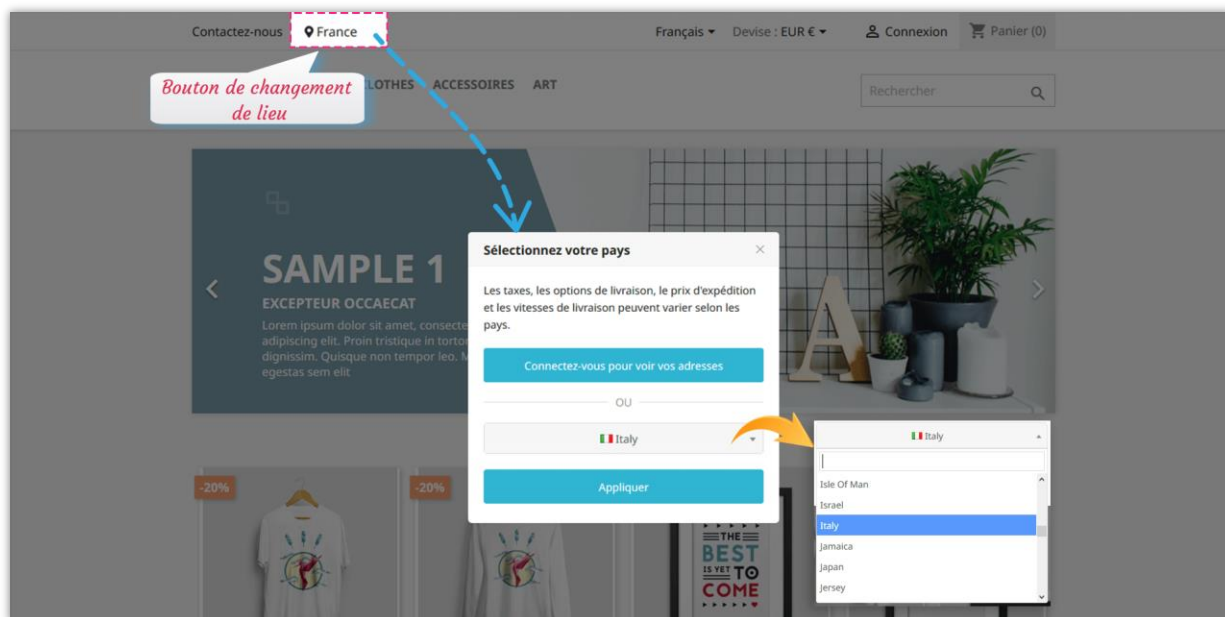 Contactez-nous
France
Français
Devise : EUR €
Connexion
Panier (0)
Bouton de changement
de lieu
LOTHES
ACCESSOIRES
ART
Rechercher
SAMPLE 1
EXCEPTEUR OCCAECAT
Lorem ipsum dolor sit amet, consecte
adipiscing elit. Proin tristique in torto
dignissim. Quisque non tempor leo. M
egestas sem elit
Sélectionnez votre pays
Les taxes, les options de livraison, le prix d'expédition
et les vitesses de livraison peuvent varier selon les
pays.
Connectez-vous pour voir vos adresses
OU
Italy
Appliquer
Italy
Isle Of Man
Israel
Italy
Jamaica
Japan
Jersey
-20%
-20%
A
THE
BEST
IS YET TO
COME